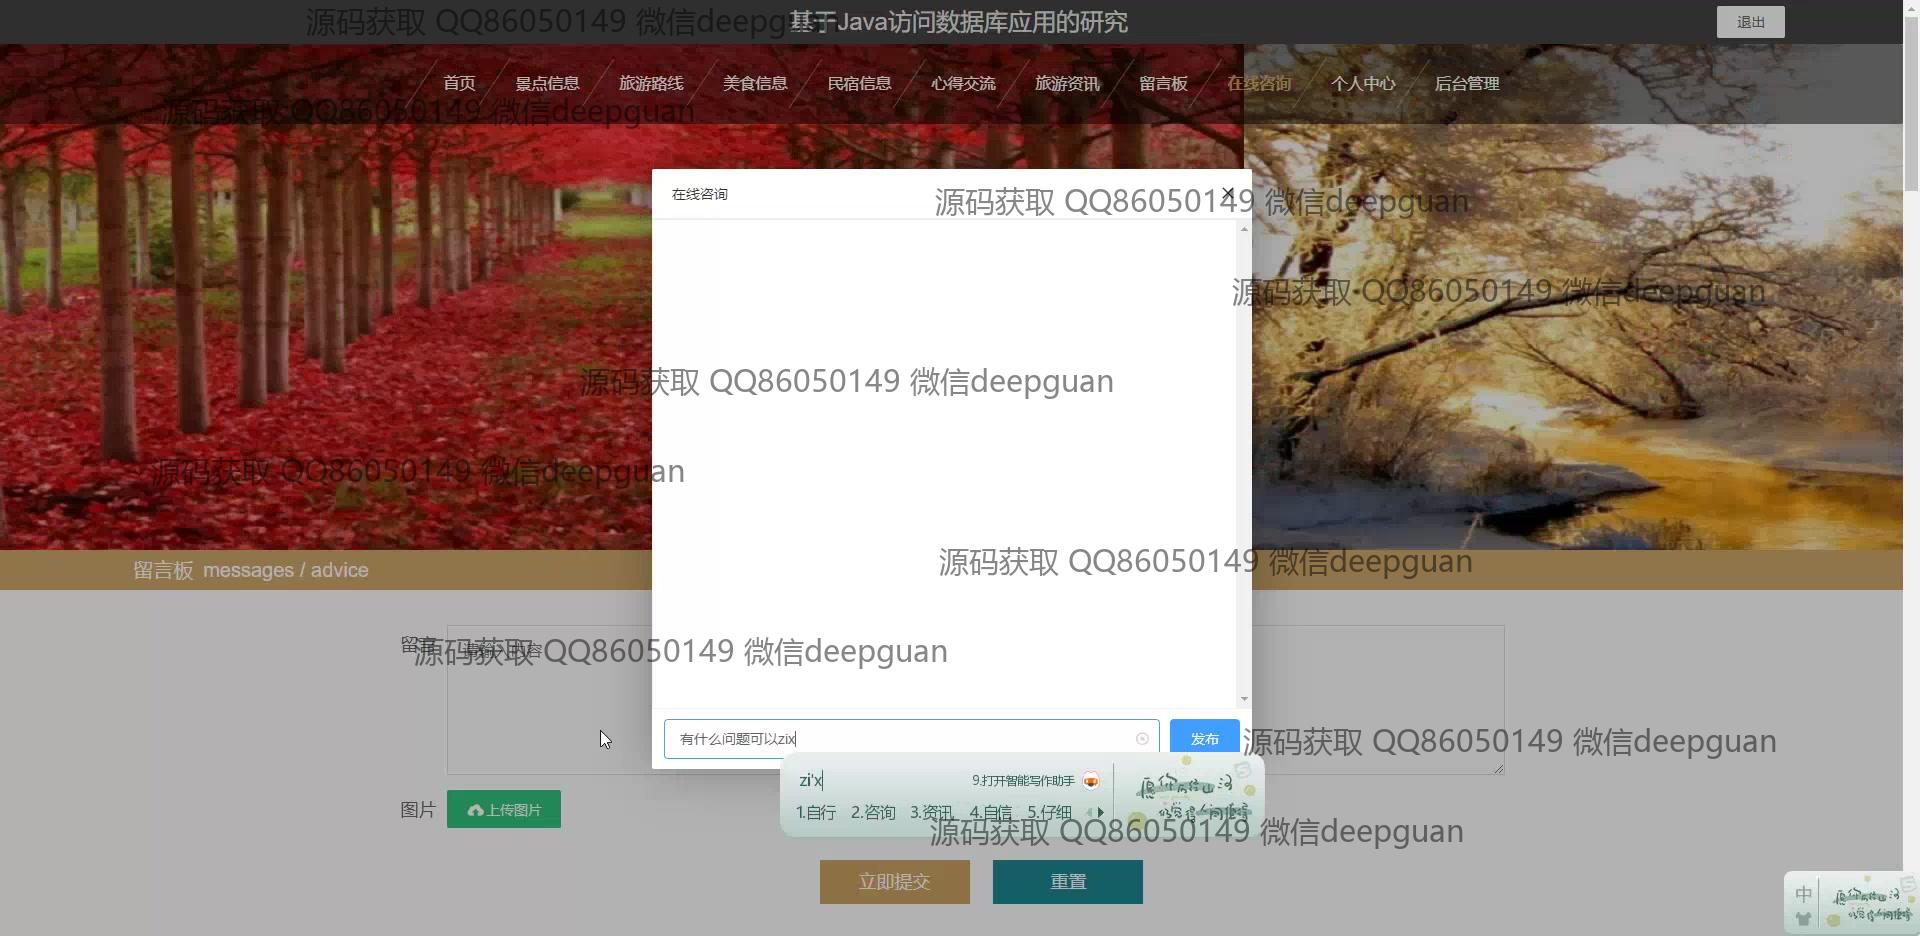 源码获取 QQ86050149 微信deepguan
基于Java访问数据库应用的研究
退出
首页 景点信息 旅游路线 美食信息 民宿信息 心得交流 旅游资讯 留言板 在线咨询 个人中心 后台管理
源码获取 QQ86050149 微信deepguan
在线咨询
源码获取 QQ86050149 微信deepguan
源码获取 QQ86050149 微信deepguan
源码获取 QQ86050149 微信deepguan
源码获取 QQ86050149 微信deepguan
源码获取 QQ86050149 微信deepguan
留言板 messages / advice
留言
请输入内容
源码获取 QQ86050149 微信deepguan
有什么问题可以zix
发布
源码获取 QQ86050149 微信deepguan
zi'x
9.打开智能写作助手
1.自行 2.咨询 3.资讯 4.自信 5.仔细
图片 上传图片
源码获取 QQ86050149 微信deepguan
立即提交 重置
中